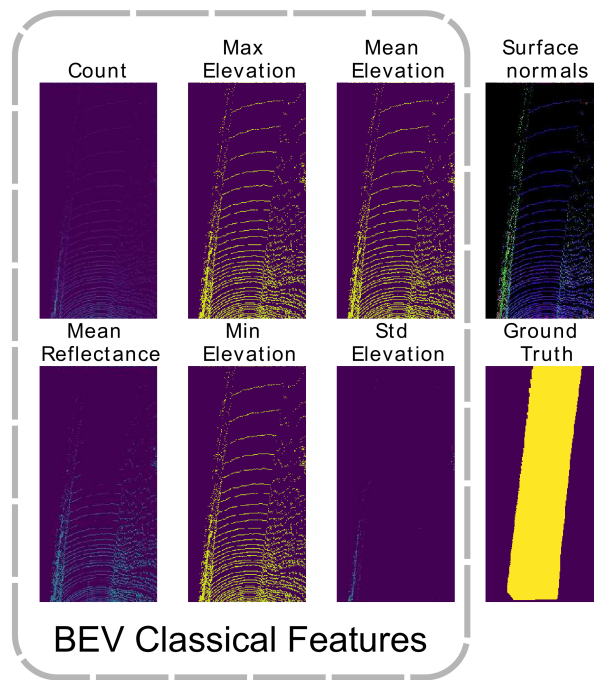 Count
Max
Elevation
Mean
Elevation
Surface
normals
Mean
Reflectance
Min
Elevation
Std
Elevation
Ground
Truth
BEV Classical Features